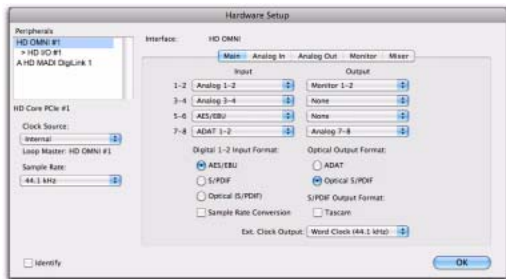 Hardware Setup
Peripherals
HD OMNI #1
> HD I/O #1
A HD MADI DigiLink 1
HD Core PCIe #1
Clock Source:
Internal
Loop Master: HD OMNI #1
Sample Rate:
44.1 kHz
Identify
Interface: HD OMNI
Main Analog In Analog Out Monitor Mixer
Input Output
1-2 Analog 1-2 Monitor 1-2
3-4 Analog 3-4 None
5-6 AES/EBU None
7-8 ADAT 1-2 Analog 7-8
Digital 1-2 Input Format: Optical Output Format:
AES/EBU ADAT
S/PDIF Optical S/PDIF
Optical (S/PDIF) S/PDIF Output Format:
Sample Rate Conversion Tascam
Ext. Clock Output: Word Clock (44.1 kHz)
OK